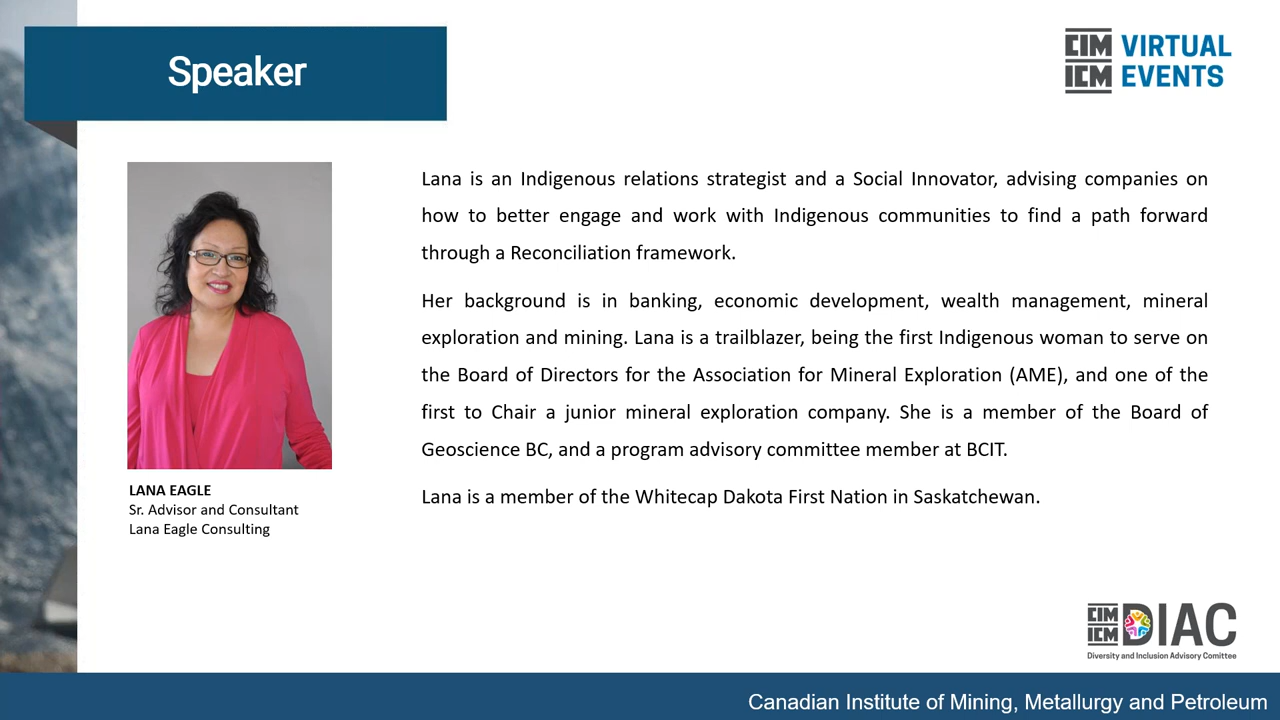 Speaker
CIM VIRTUAL
ICM EVENTS
Lana is an Indigenous relations strategist and a Social Innovator, advising companies on
how to better engage and work with Indigenous communities to find a path forward
through a Reconciliation framework.
Her background is in banking, economic development, wealth management, mineral
exploration and mining. Lana is a trailblazer, being the first Indigenous woman to serve on
the Board of Directors for the Association for Mineral Exploration (AME), and one of the
first to Chair a junior mineral exploration company. She is a member of the Board of
Geoscience BC, and a program advisory committee member at BCIT.
Lana is a member of the Whitecap Dakota First Nation in Saskatchewan.
LANA EAGLE
Sr. Advisor and Consultant
Lana Eagle Consulting
CIM
ICM DIAC
Diversity and Inclusion Advisory Comittee
Canadian Institute of Mining, Metallurgy and Petroleum